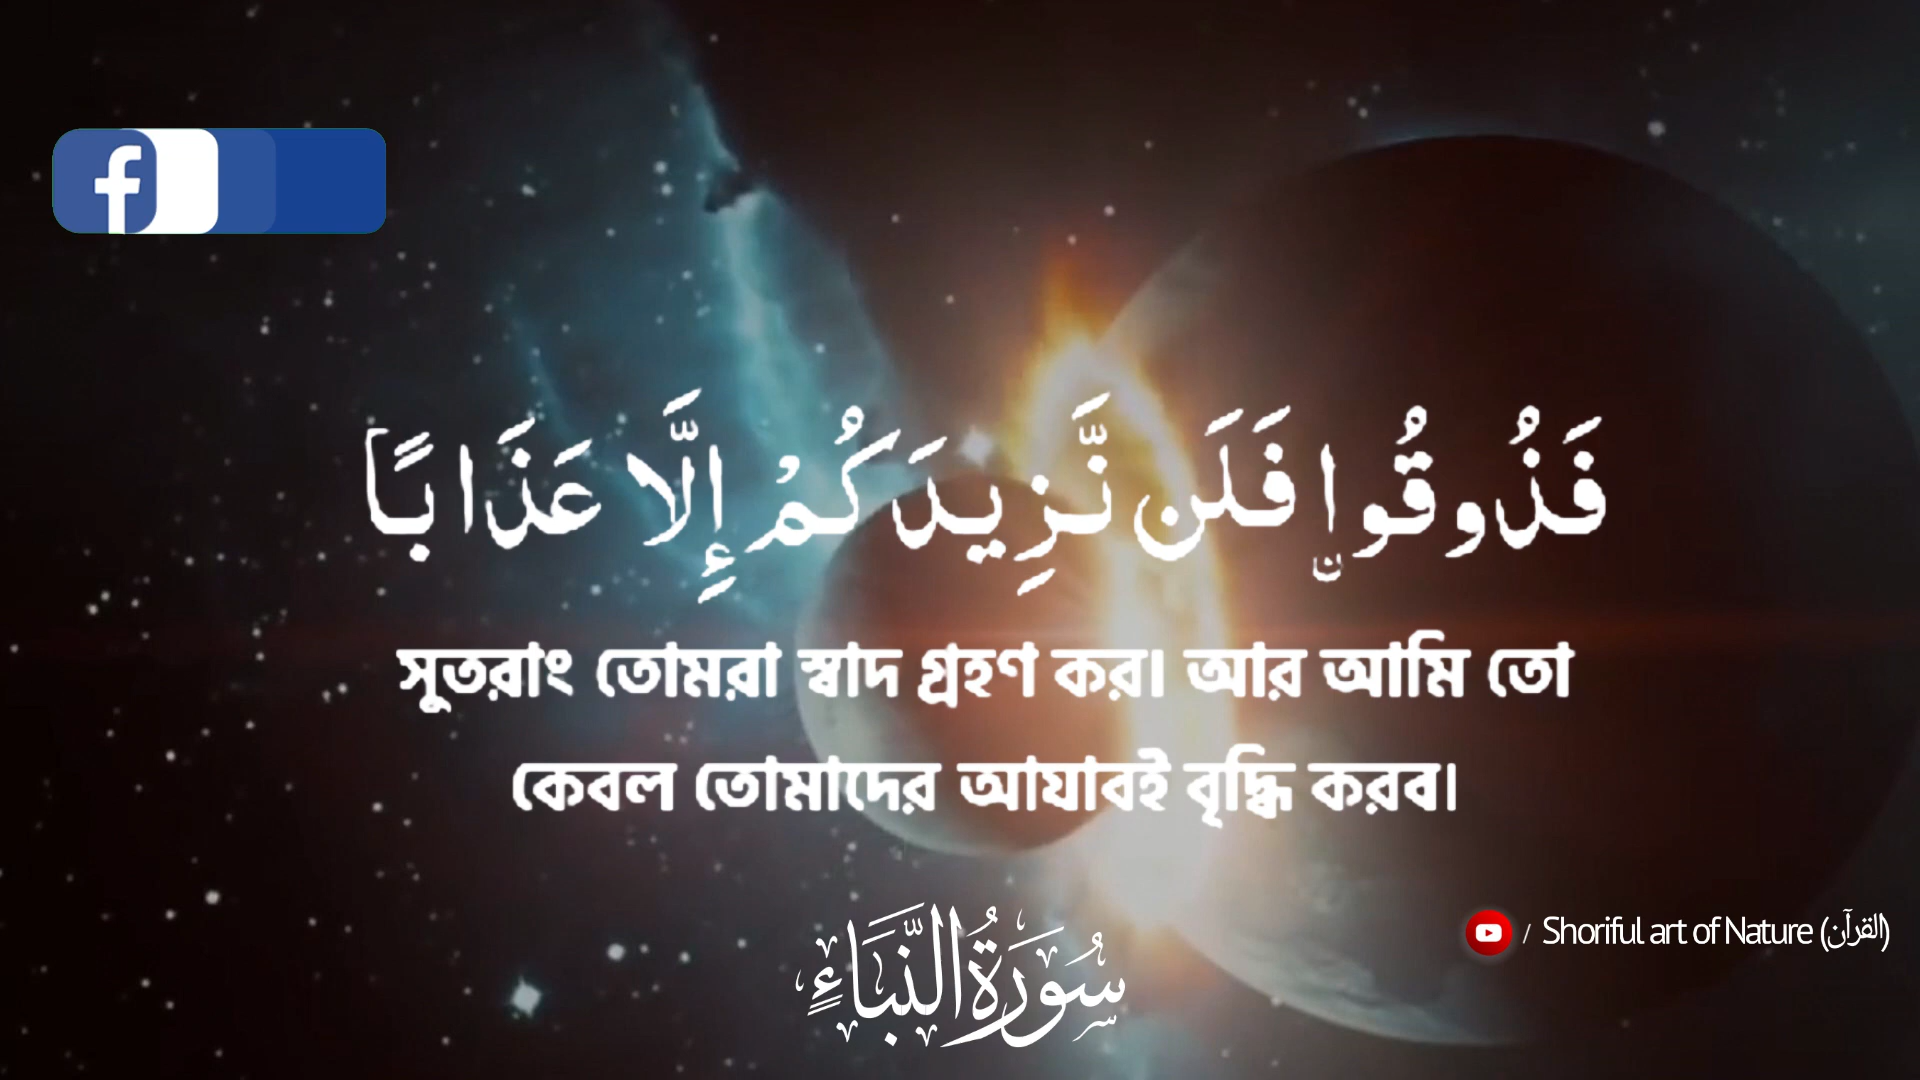 فَذُوقُوا۟ فَلَن نَّزِيدَكُمْ إِلَّا عَذَابًا
সুতরাং তোমরা স্বাদ গ্রহণ কর। আর আমি তো
কেবল তোমাদের আযাবই বৃদ্ধি করব।
/ Shoriful art of Nature (القرآن)
سُورَةُ النَّبَاءِ